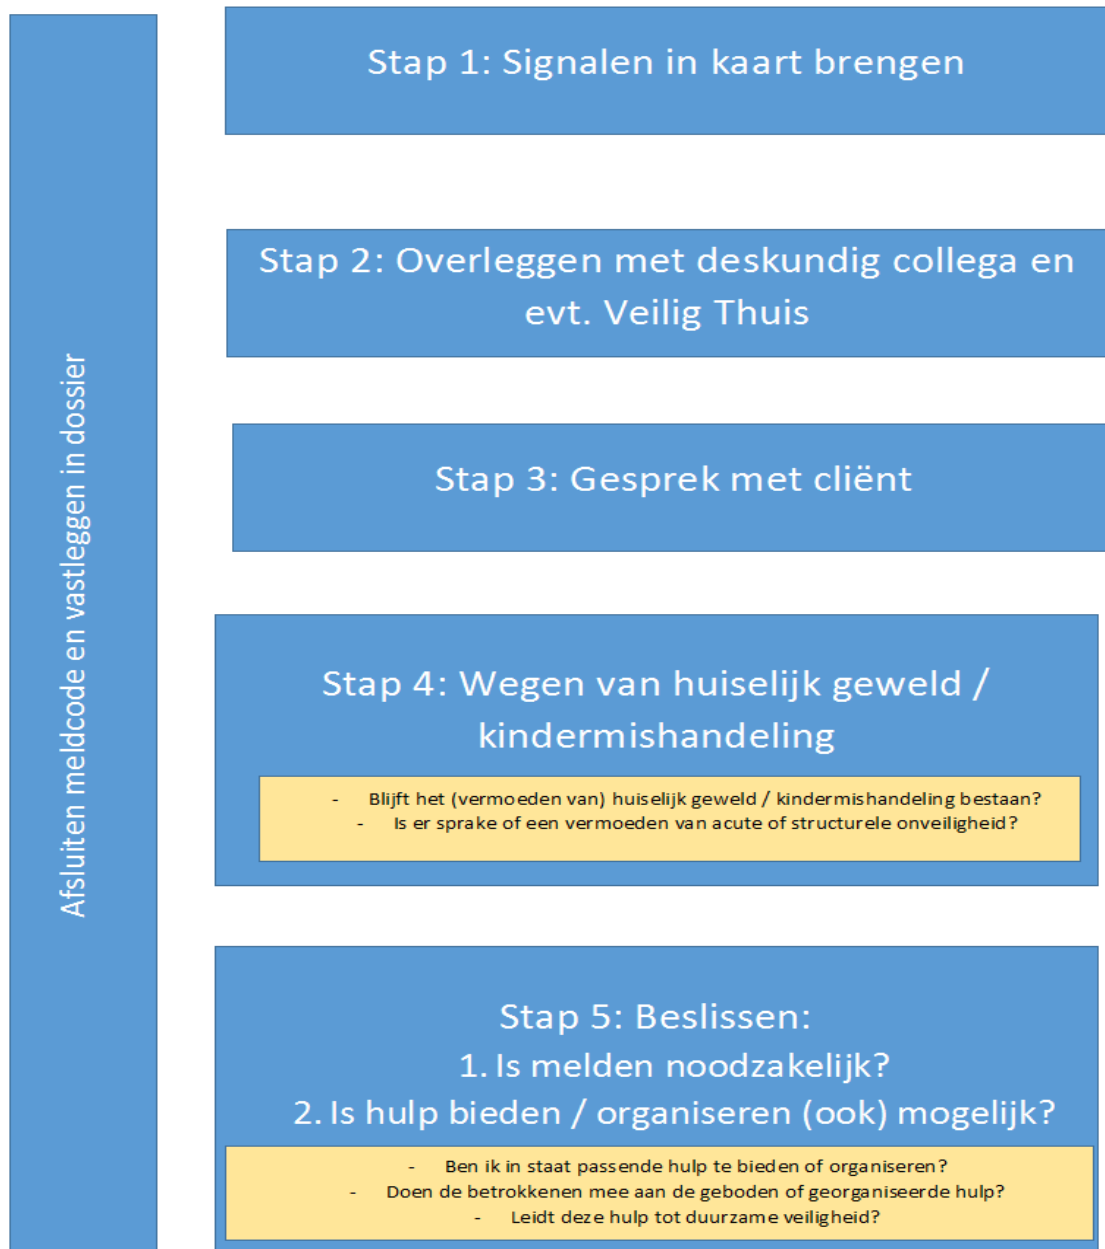 Afsluiten meldcode en vastleggen in dossier
Stap 1: Signalen in kaart brengen
Stap 2: Overleggen met deskundig collega en
evt. Veilig Thuis
Stap 3: Gesprek met cliënt
Stap 4: Wegen van huiselijk geweld /
kindermishandeling
- Blijft het (vermoeden van) huiselijk geweld / kindermishandeling bestaan?
- Is er sprake of een vermoeden van acute of structurele onveiligheid?
Stap 5: Beslissen:
1. Is melden noodzakelijk?
2. Is hulp bieden / organiseren (ook) mogelijk?
- Ben ik in staat passende hulp te bieden of organiseren?
- Doen de betrokkenen mee aan de geboden of georganiseerde hulp?
- Leidt deze hulp tot duurzame veiligheid?